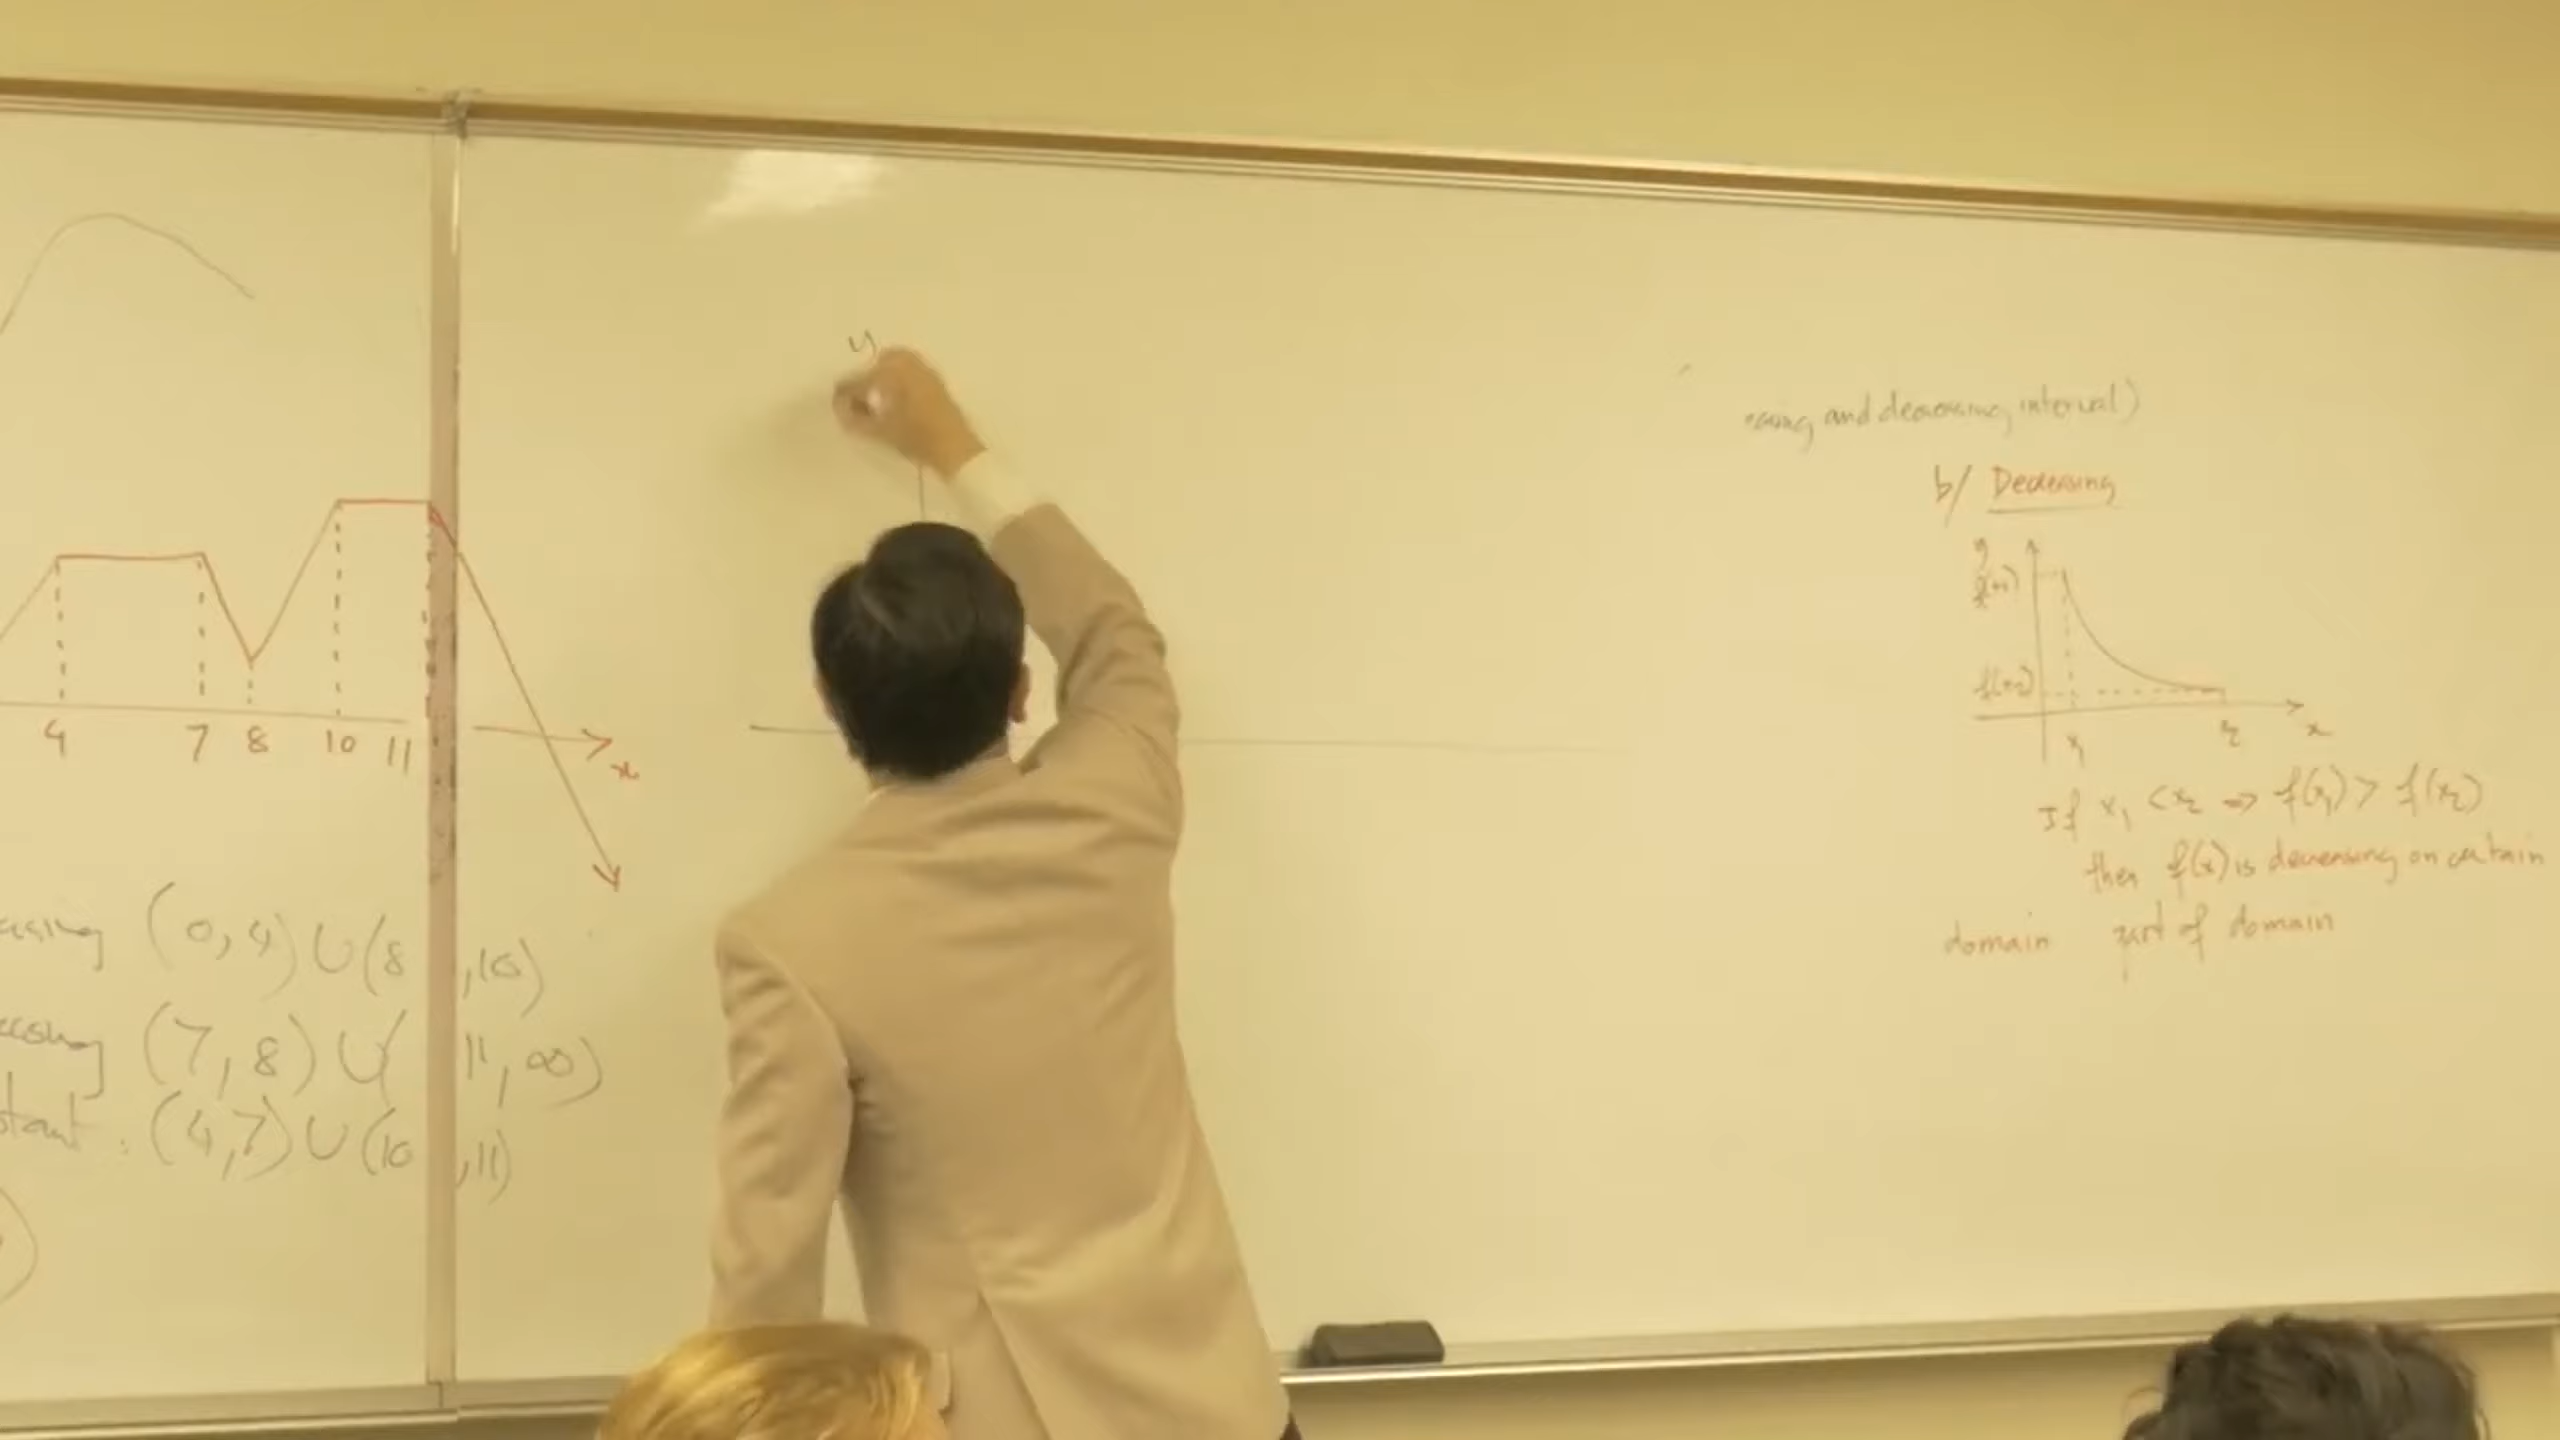 4 7 8 10 11 x
(0,4)∪(8,10)
(7,8)∪(11,∞)
: (4,7)∪(10,11)
y
and decreasing interval)
b/ Decreasing
y
f(x1)
f(x2)
x1 x2 x
If x1 < x2 ⇒ f(x1) > f(x2)
then f(x) is decreasing on certain
domain part of domain